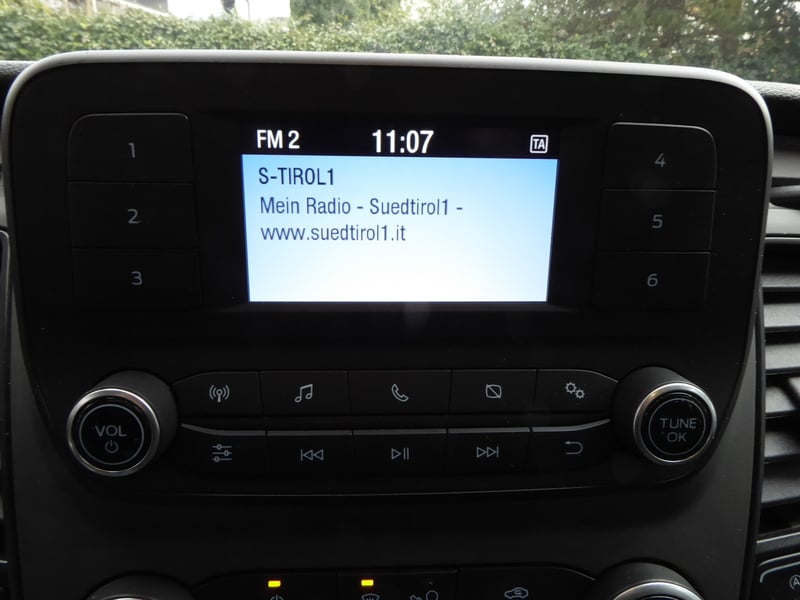 FM 2 11:07 TA
S-TIROL1
Mein Radio - Suedtirol1 -
www.suedtirol1.it
1
2
3
4
5
6
VOL
TUNE
OK